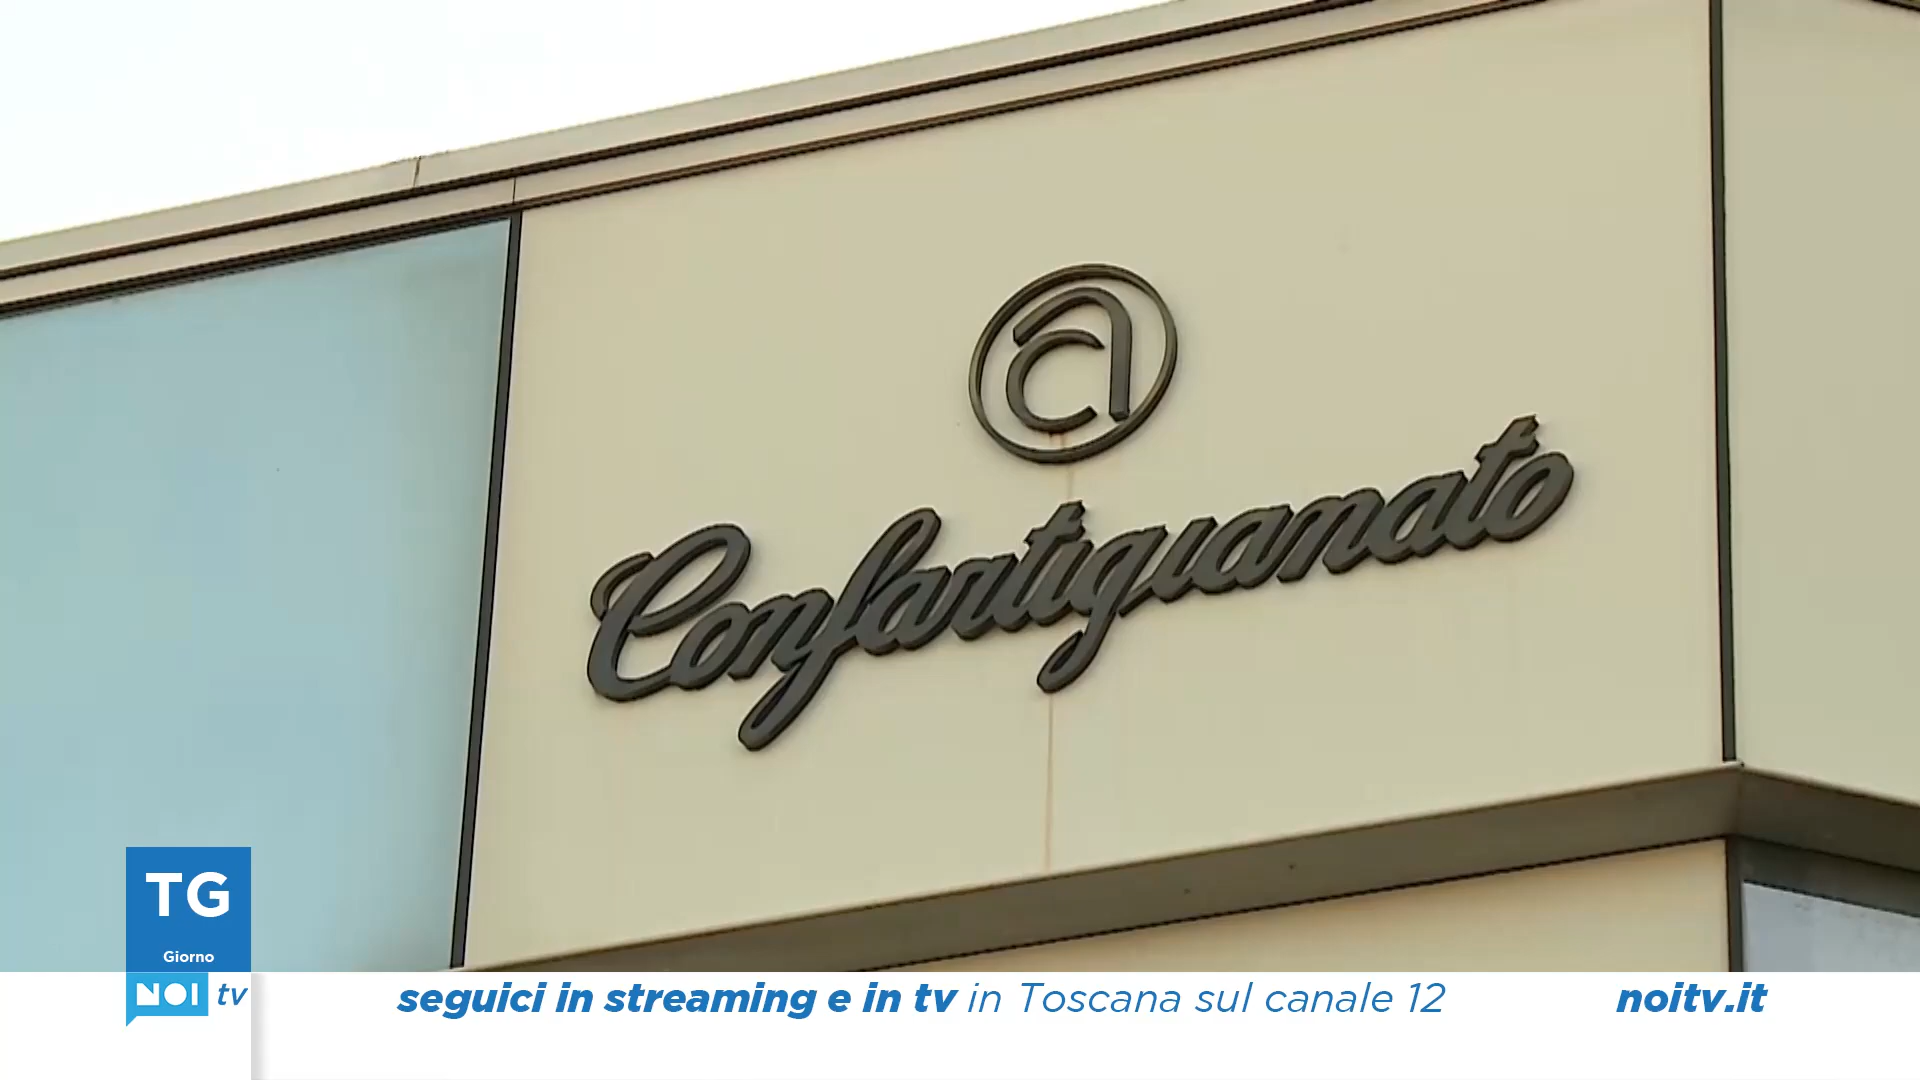 Confartigianato
TG
Giorno
NOI tv
seguici in streaming e in tv in Toscana sul canale 12
noitv.it